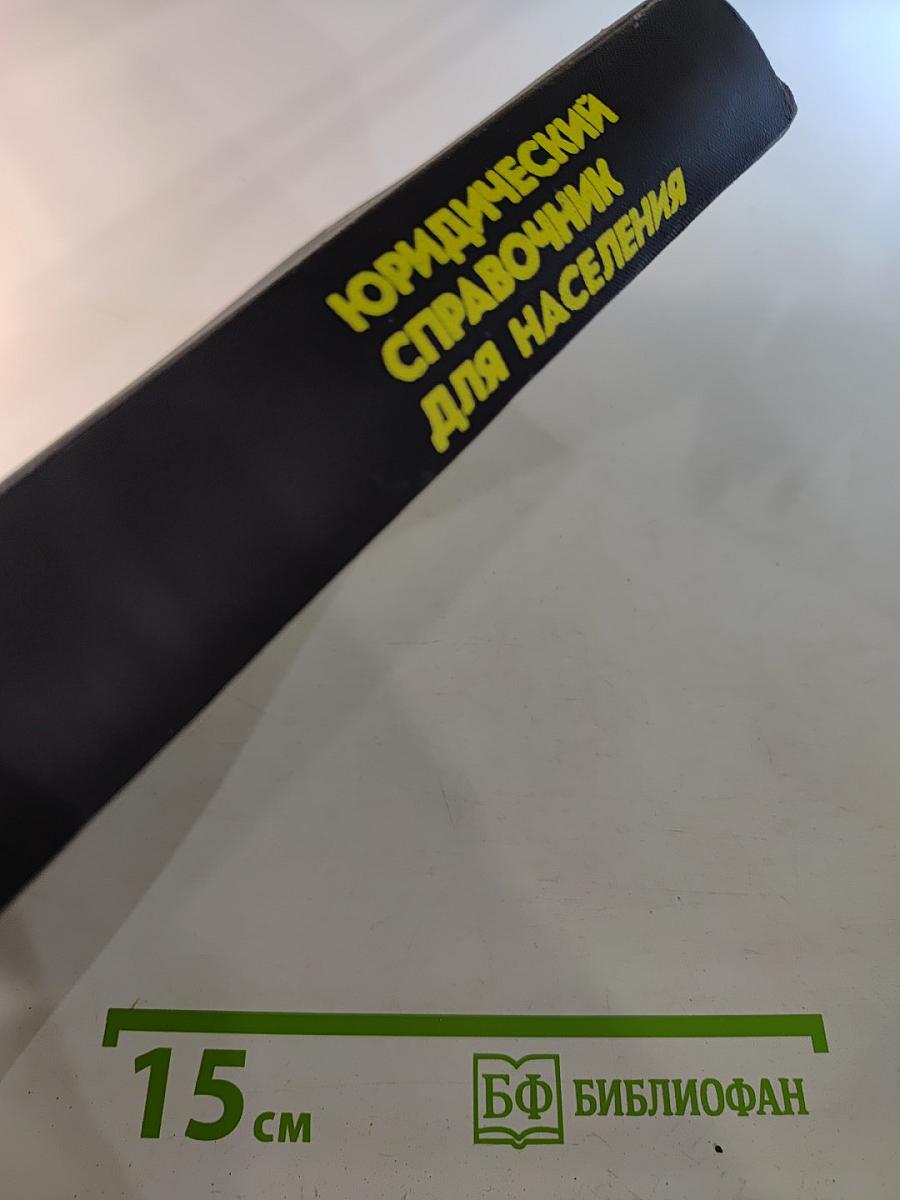 ЮРИДИЧЕСКИЙ
СПРАВОЧНИК
ДЛЯ НАСЕЛЕНИЯ
15 см
БФ БИБЛИОФАН